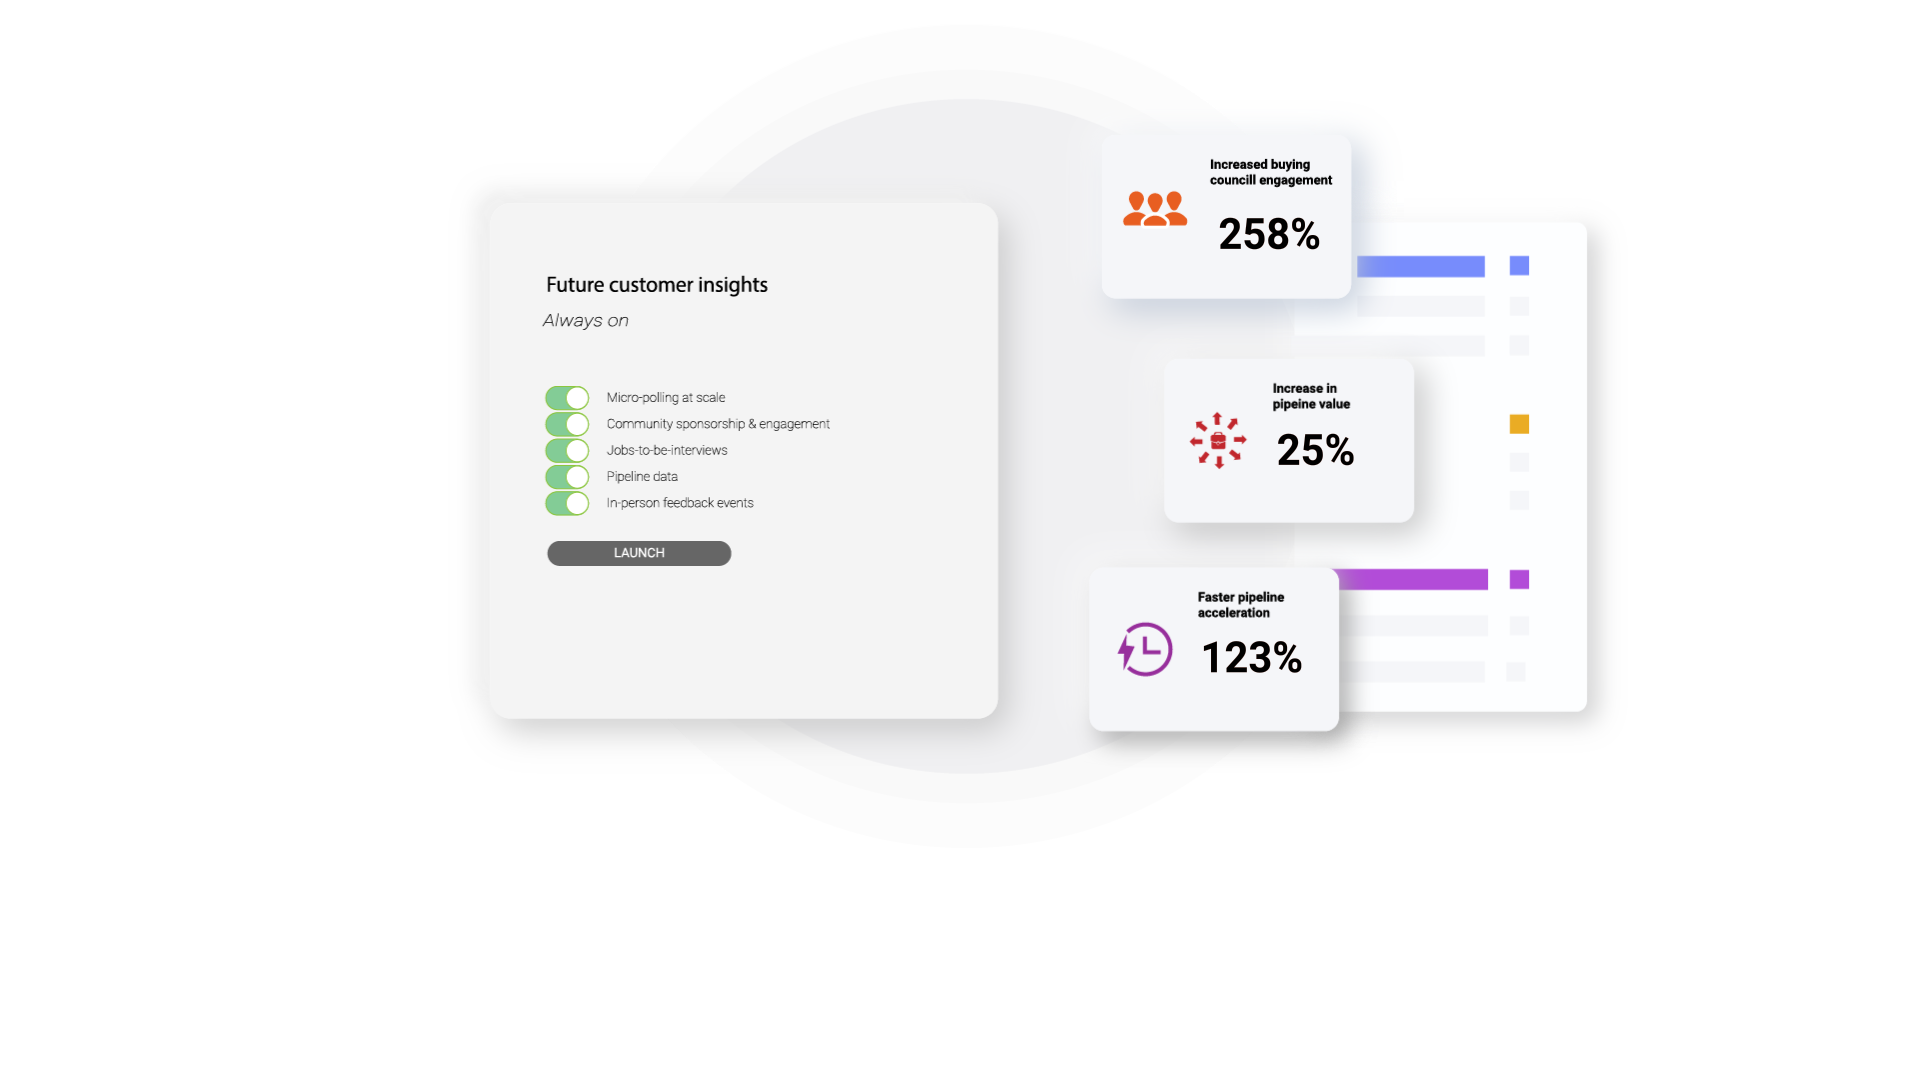 Future customer insights
Always on
Micro-polling at scale
Community sponsorship & engagement
Jobs-to-be-interviews
Pipeline data
In-person feedback events
LAUNCH
Increased buying
councill engagement
258%
Increase in
pipeine value
25%
Faster pipeline
acceleration
123%